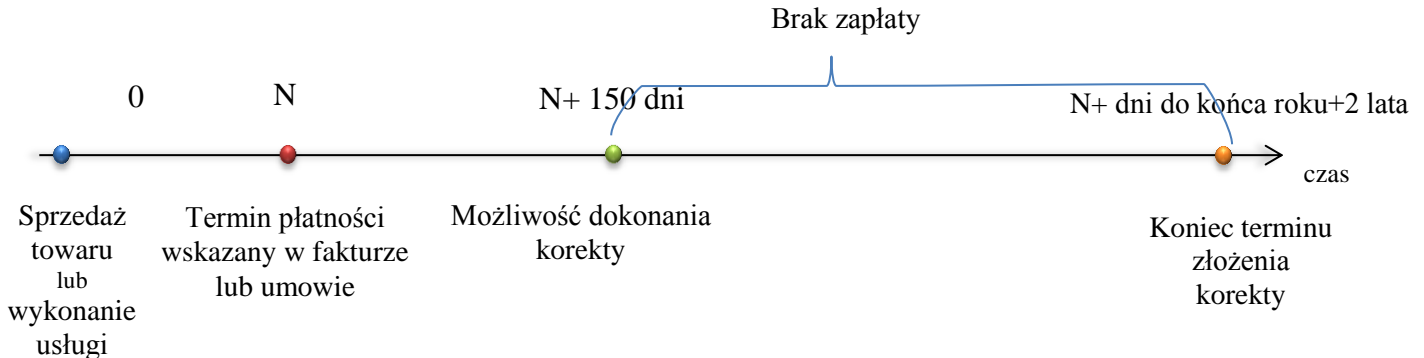 Brak zapłaty
0
N
N+ 150 dni
N+ dni do końca roku+2 lata
czas
Sprzedaż
towaru
lub
wykonanie
usługi
Termin płatności
wskazany w fakturze
lub umowie
Możliwość dokonania
korekty
Koniec terminu
złożenia
korekty